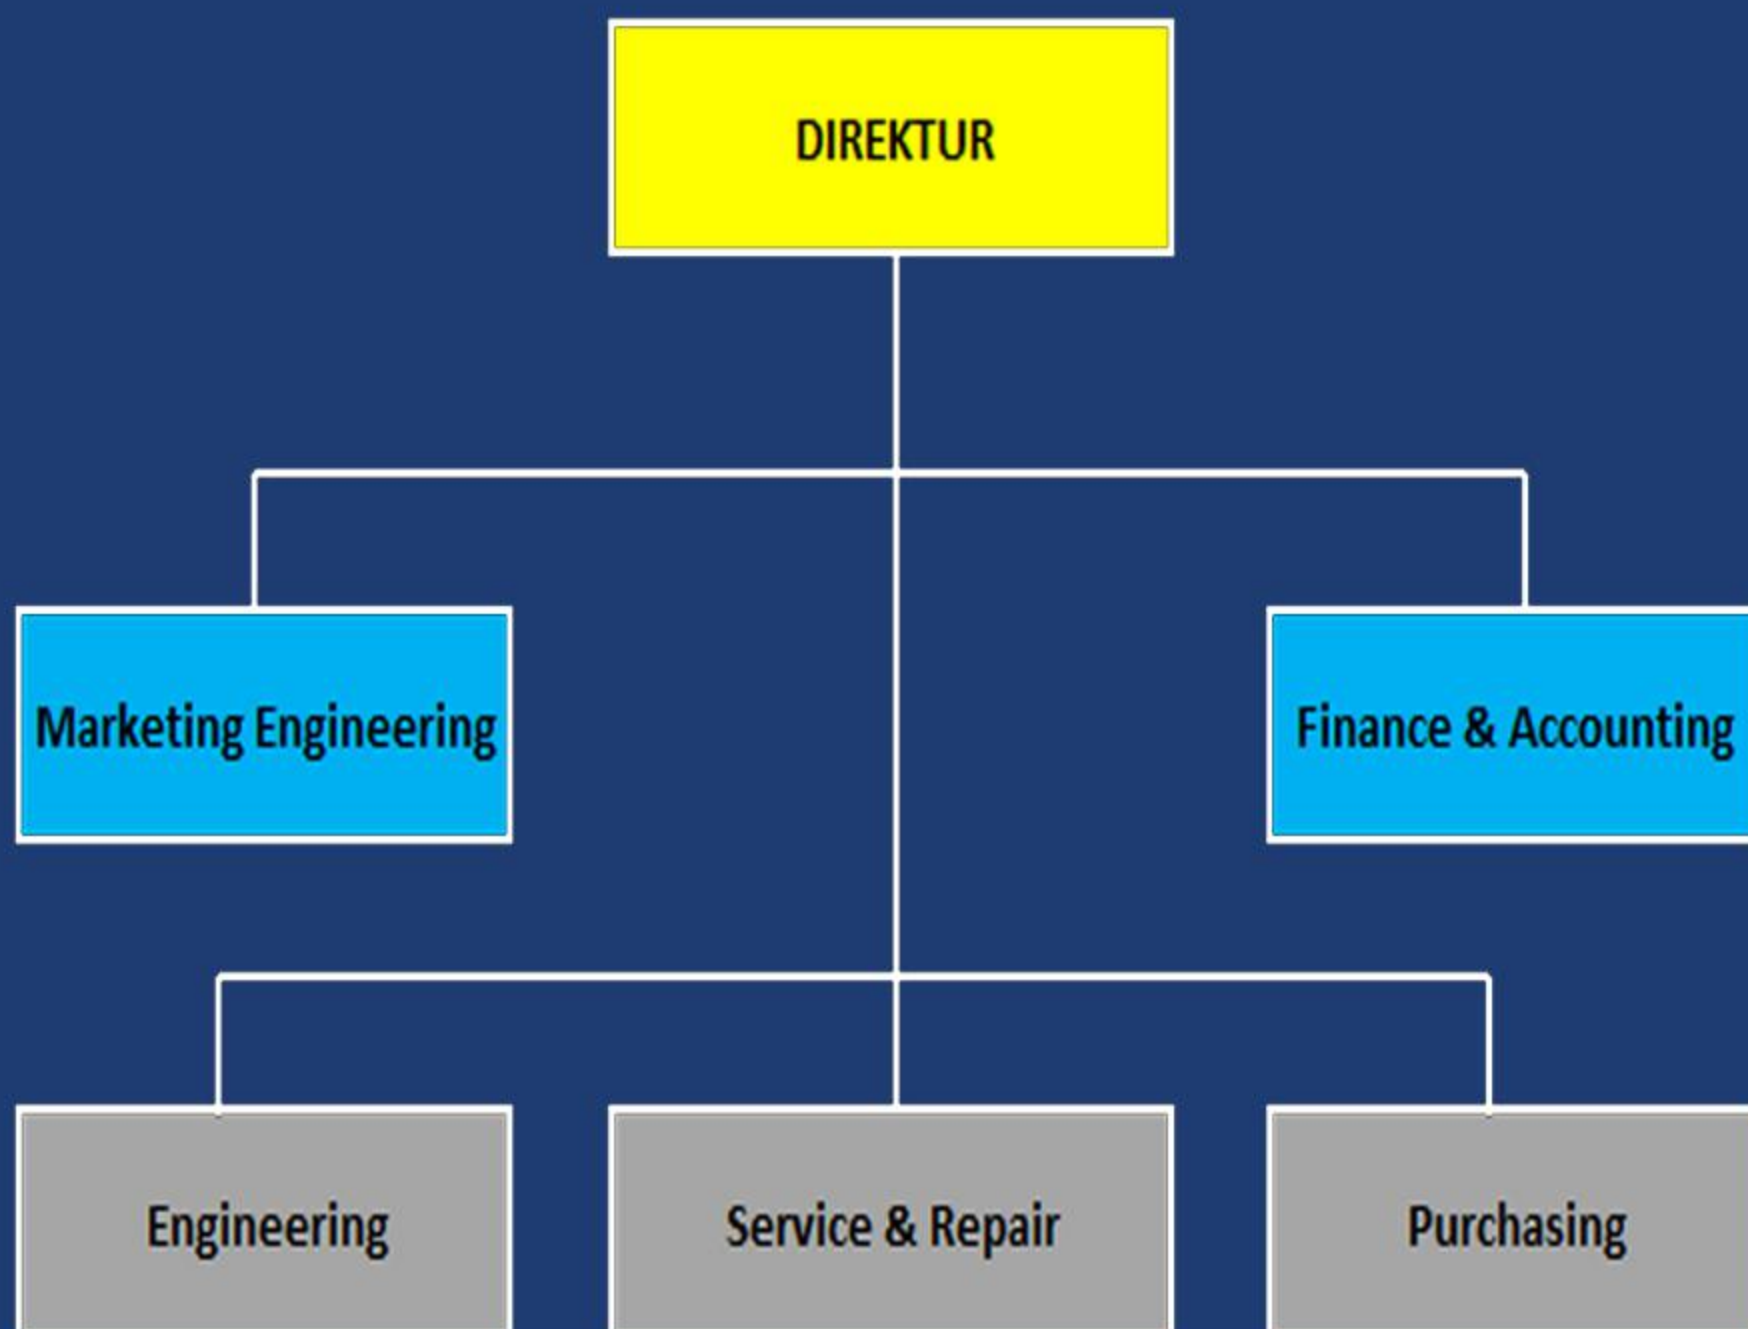 DIREKTUR
Marketing Engineering
Finance & Accounting
Engineering
Service & Repair
Purchasing